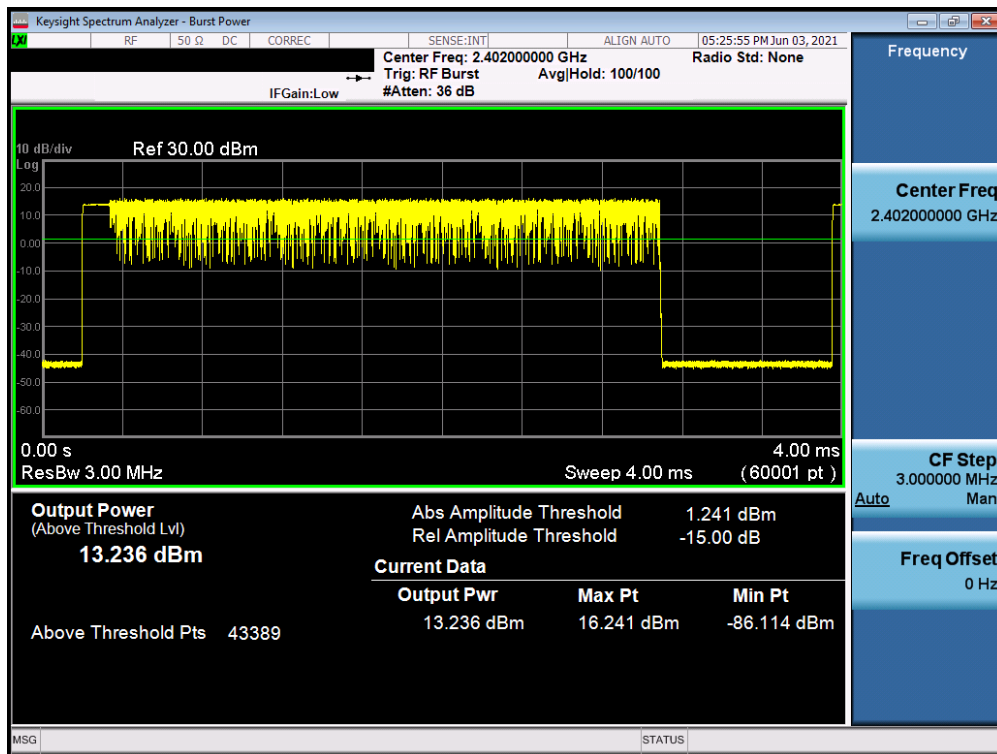 Keysight Spectrum Analyzer - Burst Power
LXI RF 50 Ω DC CORREC SENSE:INT ALIGN AUTO 05:25:55 PM Jun 03, 2021
Center Freq: 2.402000000 GHz Radio Std: None
Trig: RF Burst Avg|Hold: 100/100
IFGain:Low #Atten: 36 dB
10 dB/div Ref 30.00 dBm
Log
20.0
10.0
0.00
-10.0
-20.0
-30.0
-40.0
-50.0
-60.0
0.00 s 4.00 ms
ResBw 3.00 MHz Sweep 4.00 ms (60001 pt)
Output Power
(Above Threshold Lvl)
13.236 dBm
Above Threshold Pts 43389
Abs Amplitude Threshold 1.241 dBm
Rel Amplitude Threshold -15.00 dB
Current Data
Output Pwr Max Pt Min Pt
13.236 dBm 16.241 dBm -86.114 dBm
Frequency
Center Freq
2.402000000 GHz
CF Step
3.000000 MHz
Auto Man
Freq Offset
0 Hz
MSG STATUS